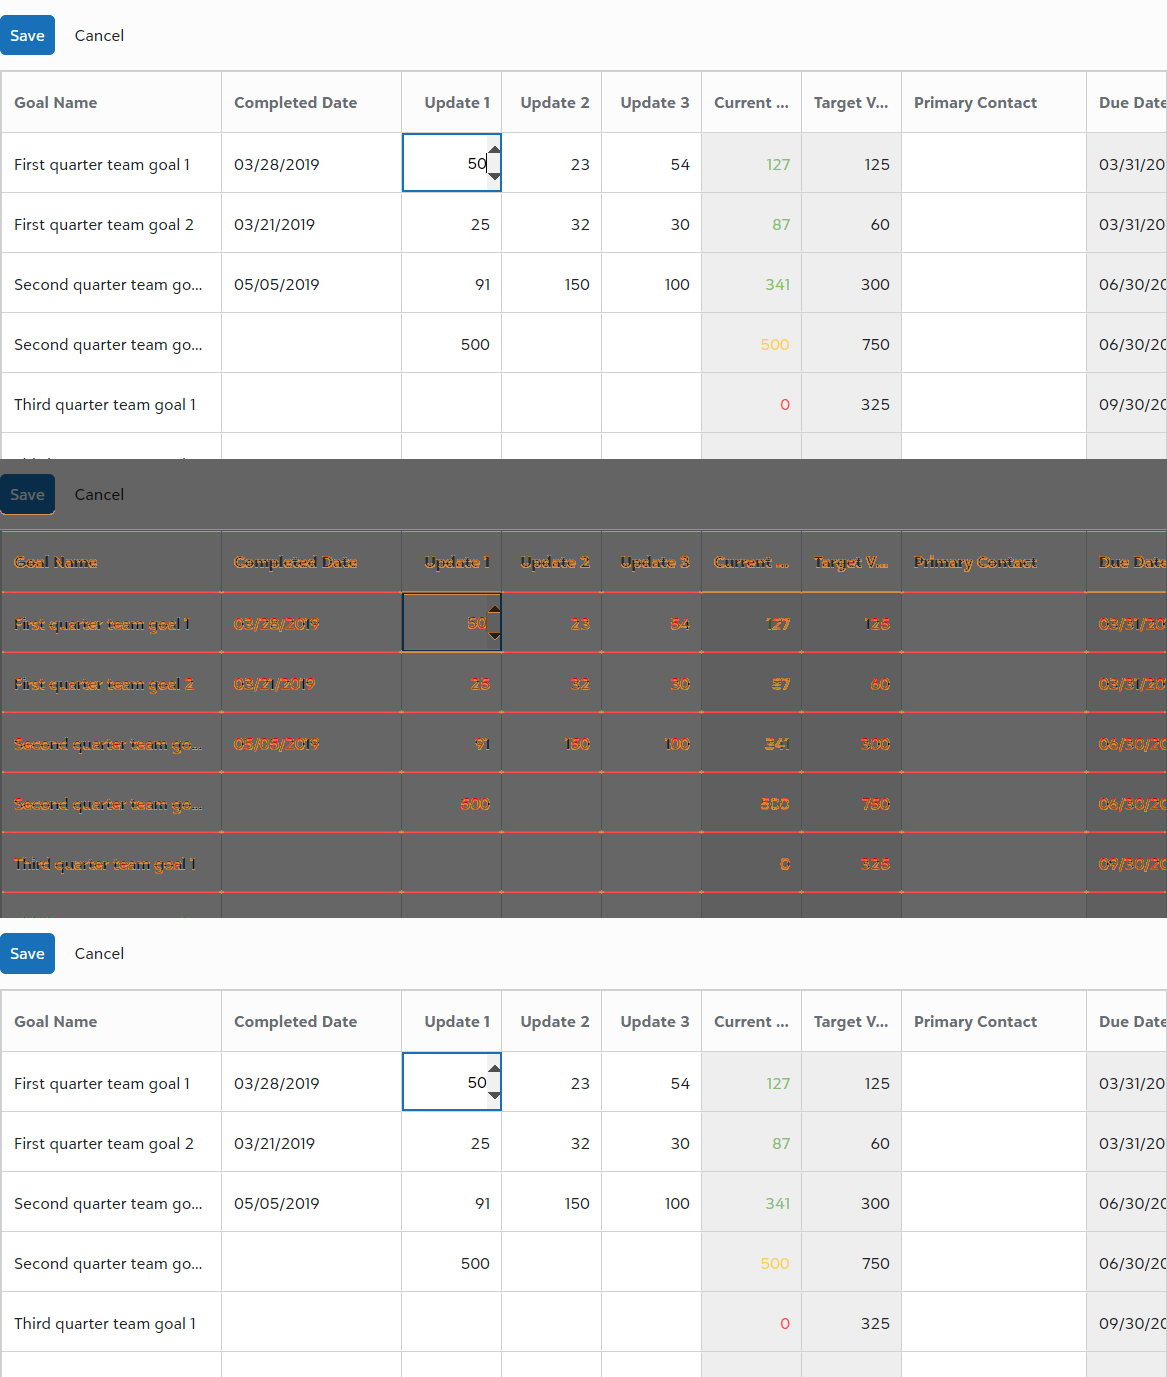 Save Cancel
Goal Name Completed Date Update 1 Update 2 Update 3 Current ... Target V... Primary Contact Due Date
First quarter team goal 1 03/28/2019 50 23 54 127 125 03/31/20
First quarter team goal 2 03/21/2019 25 32 30 87 60 03/31/20
Second quarter team go... 05/05/2019 91 150 100 341 300 06/30/20
Second quarter team go... 500 500 750 06/30/20
Third quarter team goal 1 0 325 09/30/20
Save Cancel
Goal Name Completed Date Update 1 Update 2 Update 3 Current ... Target V... Primary Contact Due Date
First quarter team goal 1 03/28/2019 50 23 54 127 125 03/31/20
First quarter team goal 2 03/21/2019 25 32 30 87 60 03/31/20
Second quarter team go... 05/05/2019 91 150 100 341 300 06/30/20
Second quarter team go... 500 500 750 06/30/20
Third quarter team goal 1 0 325 09/30/20
Save Cancel
Goal Name Completed Date Update 1 Update 2 Update 3 Current ... Target V... Primary Contact Due Date
First quarter team goal 1 03/28/2019 50 23 54 127 125 03/31/20
First quarter team goal 2 03/21/2019 25 32 30 87 60 03/31/20
Second quarter team go... 05/05/2019 91 150 100 341 300 06/30/20
Second quarter team go... 500 500 750 06/30/20
Third quarter team goal 1 0 325 09/30/20